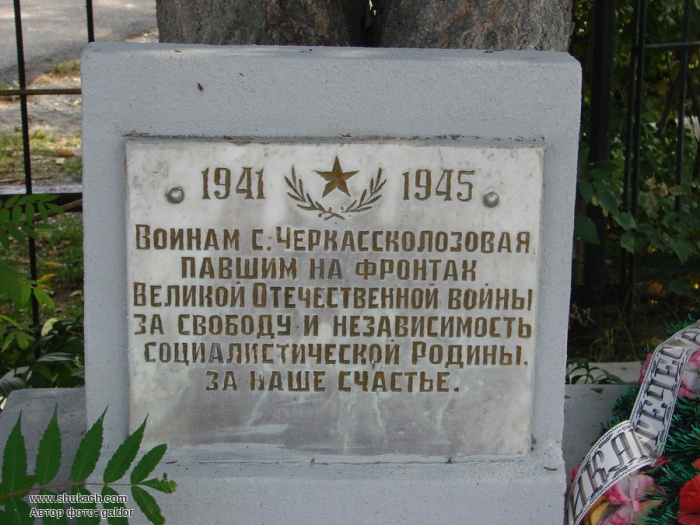 1941 1945
Воинам с. Черкассколозовая,
павшим на фронтах
Великой Отечественной войны
за свободу и независимость
социалистической Родины.
за наше счастье.
www.shukach.com
Автор фото: galdor